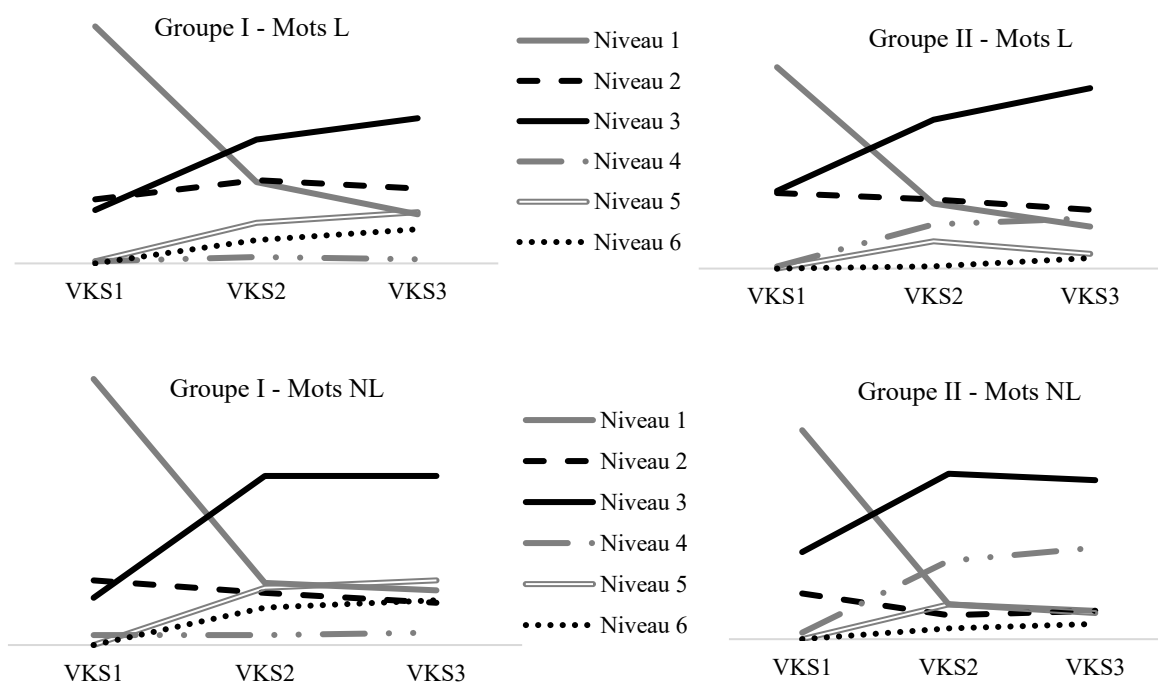 Groupe I - Mots L
Niveau 1
Niveau 2
Niveau 3
Niveau 4
Niveau 5
Niveau 6
VKS1 VKS2 VKS3
Groupe II - Mots L
VKS1 VKS2 VKS3
Groupe I - Mots NL
Niveau 1
Niveau 2
Niveau 3
Niveau 4
Niveau 5
Niveau 6
VKS1 VKS2 VKS3
Groupe II - Mots NL
VKS1 VKS2 VKS3